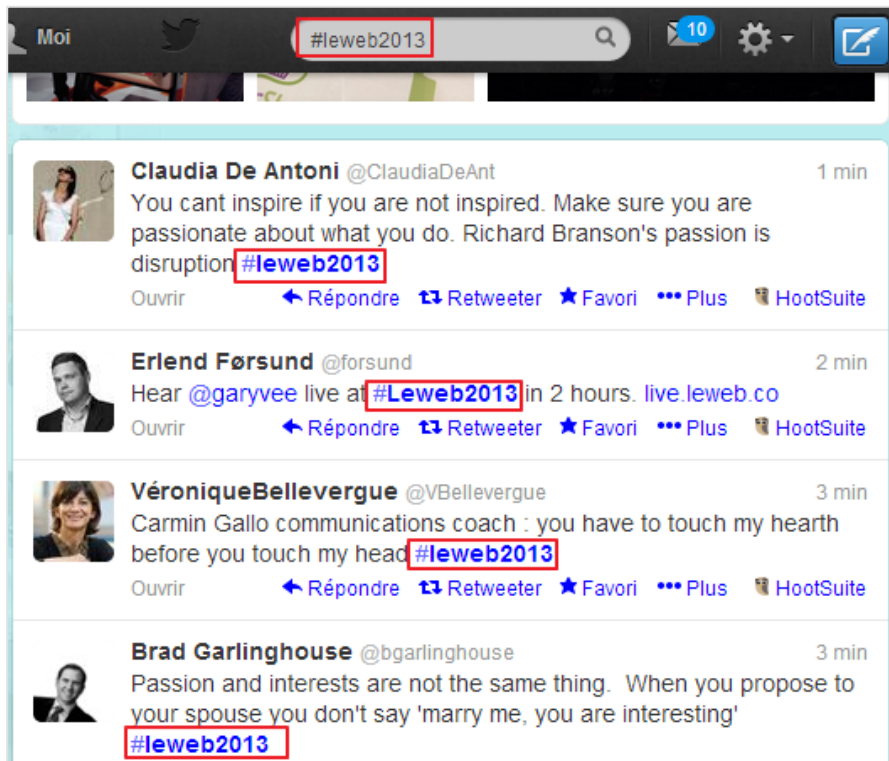 Moi
#leweb2013
10
Claudia De Antoni @ClaudiaDeAnt 1 min
You cant inspire if you are not inspired. Make sure you are
passionate about what you do. Richard Branson's passion is
disruption #leweb2013
Ouvrir Répondre Retweeter Favori Plus HootSuite
Erlend Førsund @forsund 2 min
Hear @garyvee live at #Leweb2013 in 2 hours. live.leweb.co
Ouvrir Répondre Retweeter Favori Plus HootSuite
VéroniqueBellevergue @VBellevergue 3 min
Carmin Gallo communications coach : you have to touch my hearth
before you touch my head #leweb2013
Ouvrir Répondre Retweeter Favori Plus HootSuite
Brad Garlinghouse @bgarlinghouse 3 min
Passion and interests are not the same thing.  When you propose to
your spouse you don't say 'marry me, you are interesting'
#leweb2013